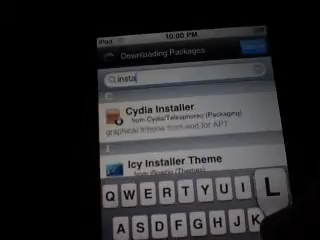 iPod 10:00 PM
Downloading Packages
insta
C
Cydia Installer
from Cydia/Telesphoreo (Packaging)
graphical iPhone front-end for APT
I
Icy Installer Theme
(Themes)
Q W E R T Y U I L
A S D F G H J K